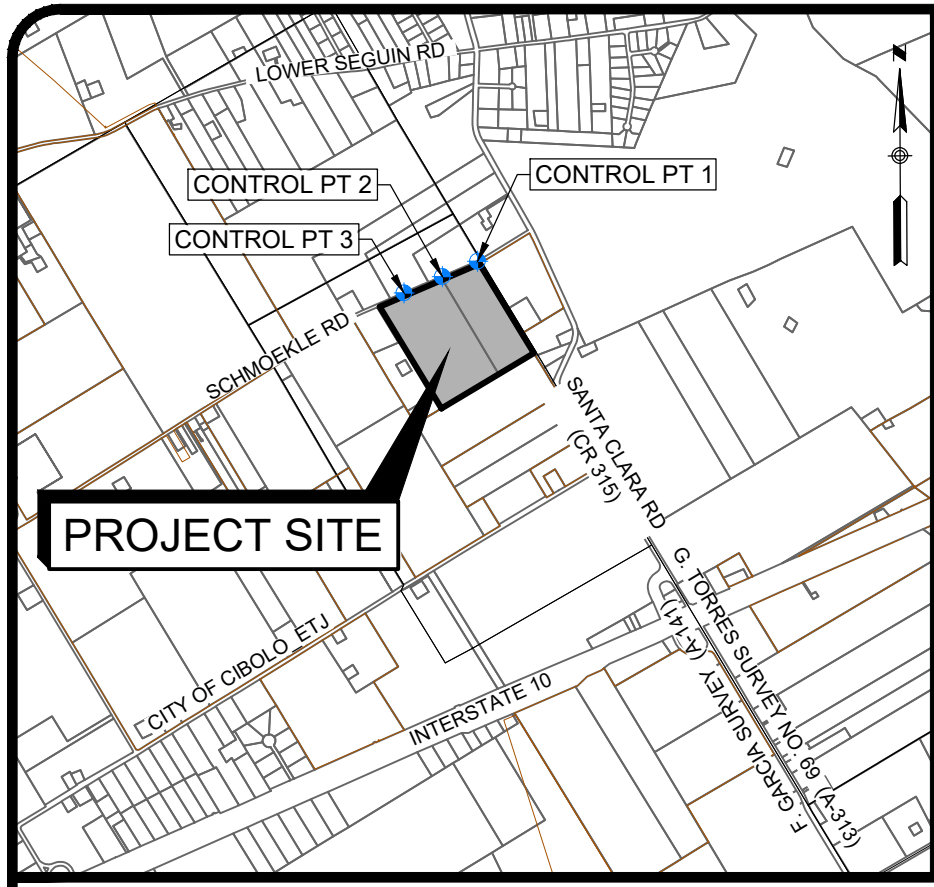 LOWER SEGUIN RD
CONTROL PT 2
CONTROL PT 1
CONTROL PT 3
SCHMOEKLE RD
SANTA CLARA RD
(CR 315)
PROJECT SITE
CITY OF CIBOLO ETJ
INTERSTATE 10
G. TORRES SURVEY NO. 69 (A-313)
F. GARCIA SURVEY (A-141)
N